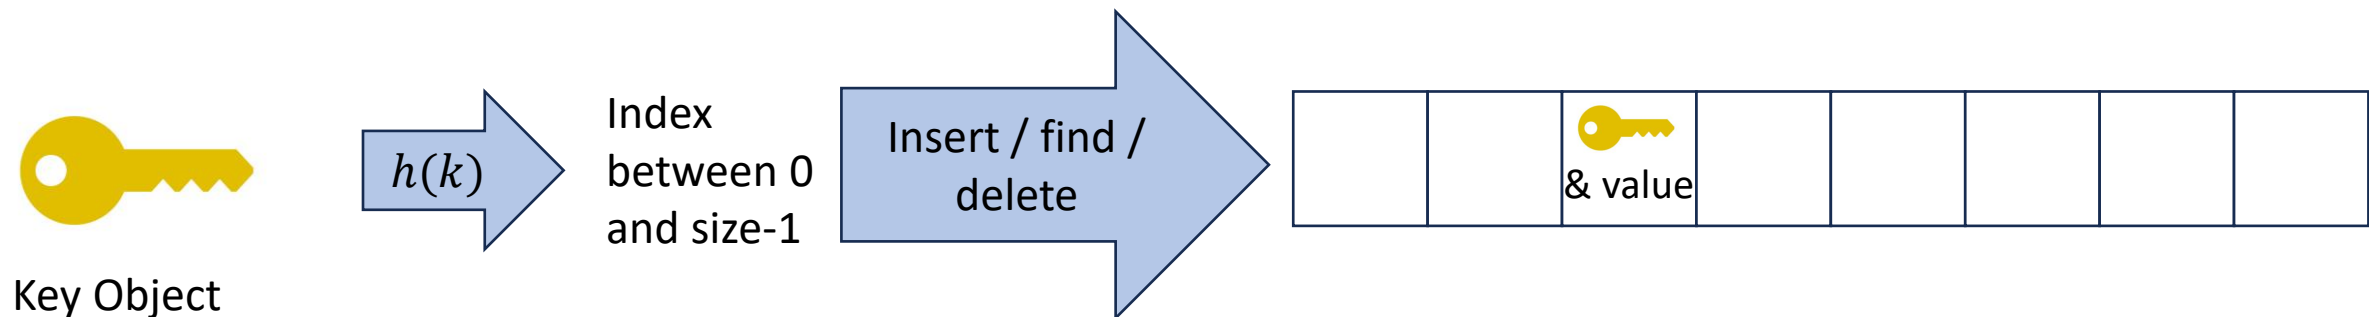 Key Object
h(k)
Index
between 0
and size-1
Insert / find /
delete
& value